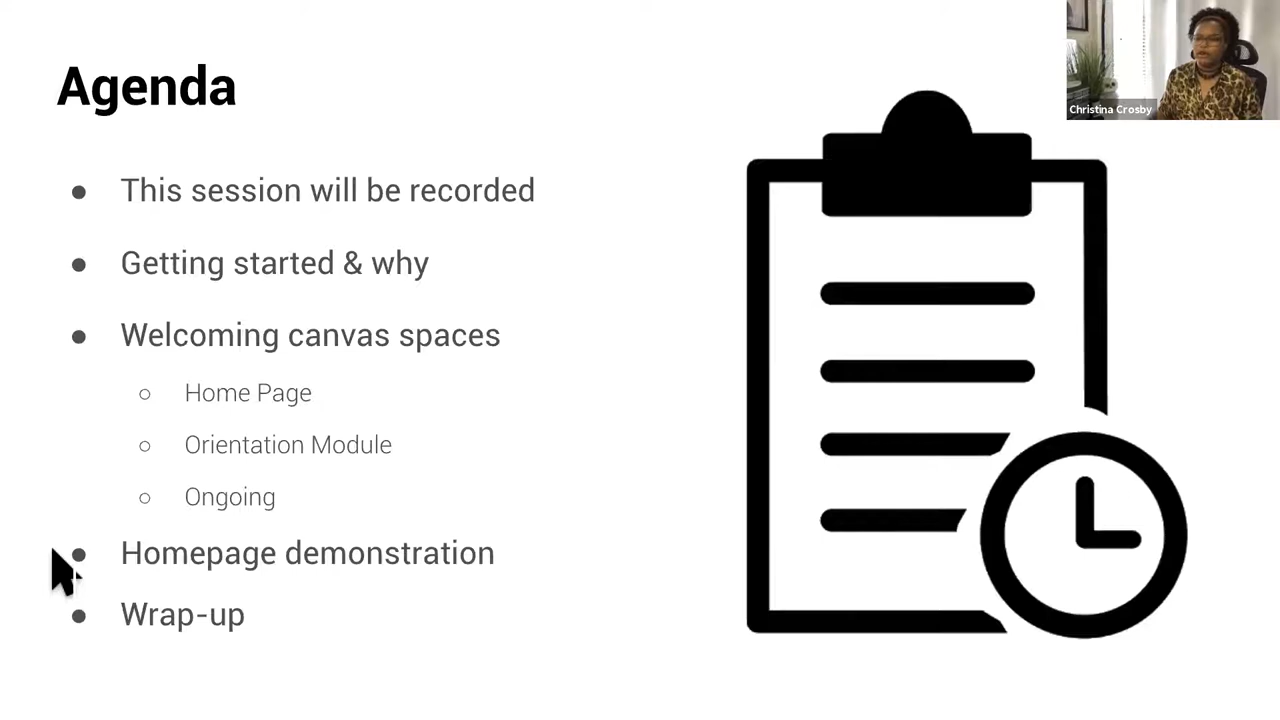 Agenda
Christina Crosby
● This session will be recorded
● Getting started & why
● Welcoming canvas spaces
○ Home Page
○ Orientation Module
○ Ongoing
● Homepage demonstration
● Wrap-up